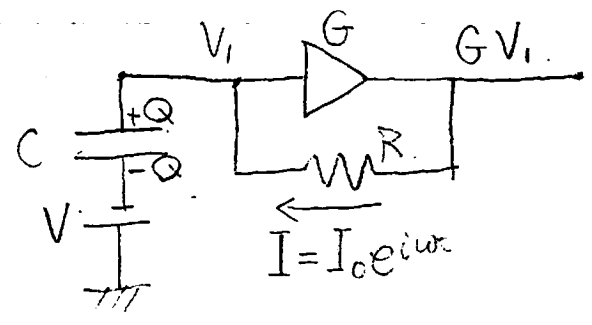 V₁ G GV₁
+Q
C
-Q
R
V
I = I₀e^{iωt}